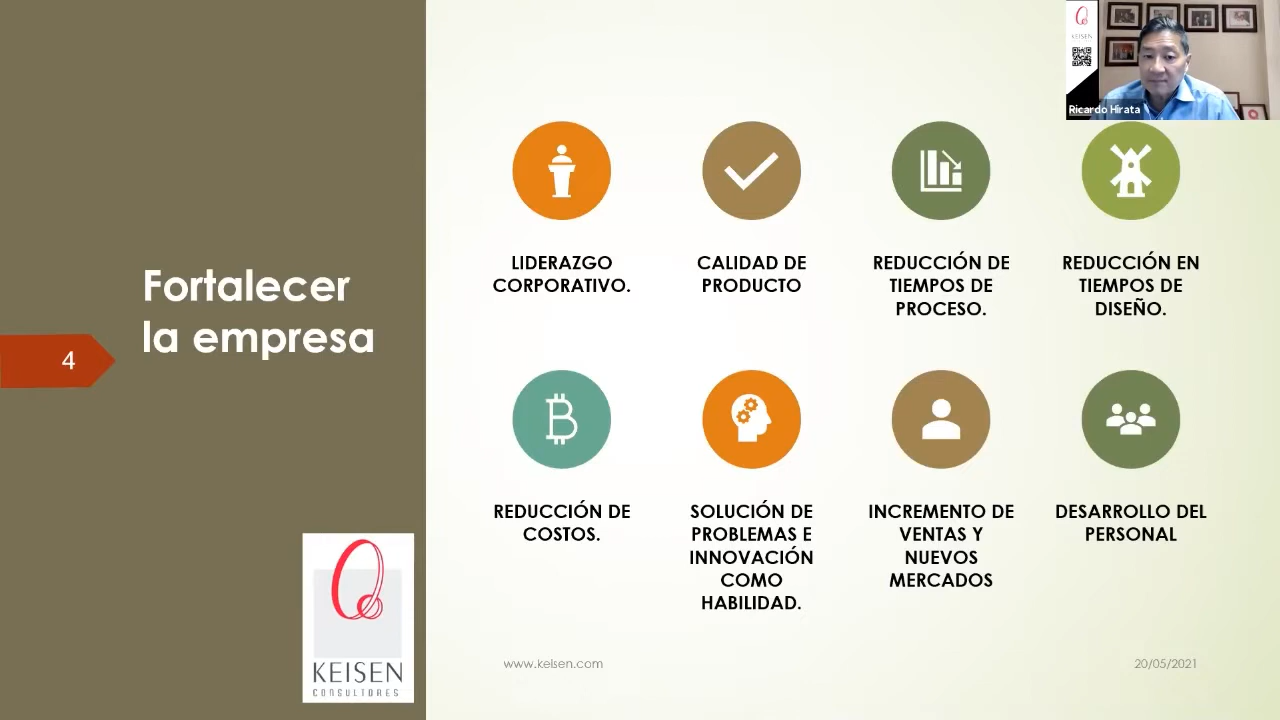 KEISEN
Ricardo Hirata
Fortalecer
la empresa
4
LIDERAZGO
CORPORATIVO.
CALIDAD DE
PRODUCTO
REDUCCIÓN DE
TIEMPOS DE
PROCESO.
REDUCCIÓN EN
TIEMPOS DE
DISEÑO.
REDUCCIÓN DE
COSTOS.
SOLUCIÓN DE
PROBLEMAS E
INNOVACIÓN
COMO
HABILIDAD.
INCREMENTO DE
VENTAS Y
NUEVOS
MERCADOS
DESARROLLO DEL
PERSONAL
KEISEN
CONSULTORES
www.keisen.com
20/05/2021